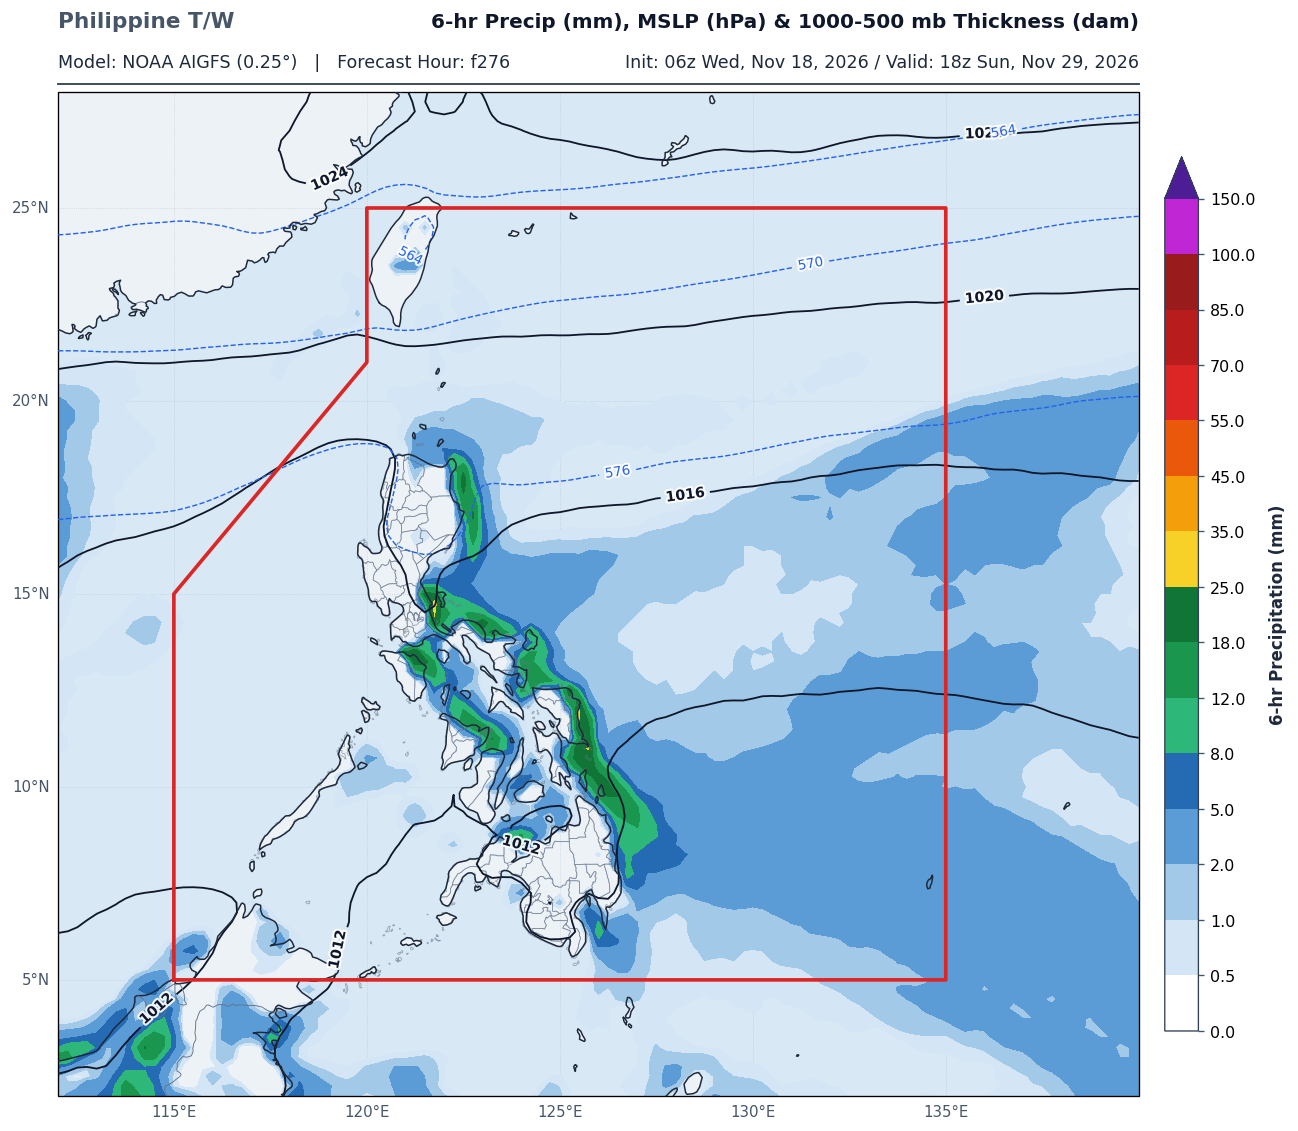 Philippine T/W
6-hr Precip (mm), MSLP (hPa) & 1000-500 mb Thickness (dam)
Model: NOAA AIGFS (0.25°) | Forecast Hour: f276
Init: 06z Wed, Nov 18, 2026 / Valid: 18z Sun, Nov 29, 2026
564
1024
25°N
564
570
1020
20°N
576
1016
15°N
10°N
1012
1012
5°N
1012
115°E
120°E
125°E
130°E
135°E
150.0
100.0
85.0
70.0
55.0
45.0
35.0
25.0
18.0
12.0
8.0
5.0
2.0
1.0
0.5
0.0
6-hr Precipitation (mm)